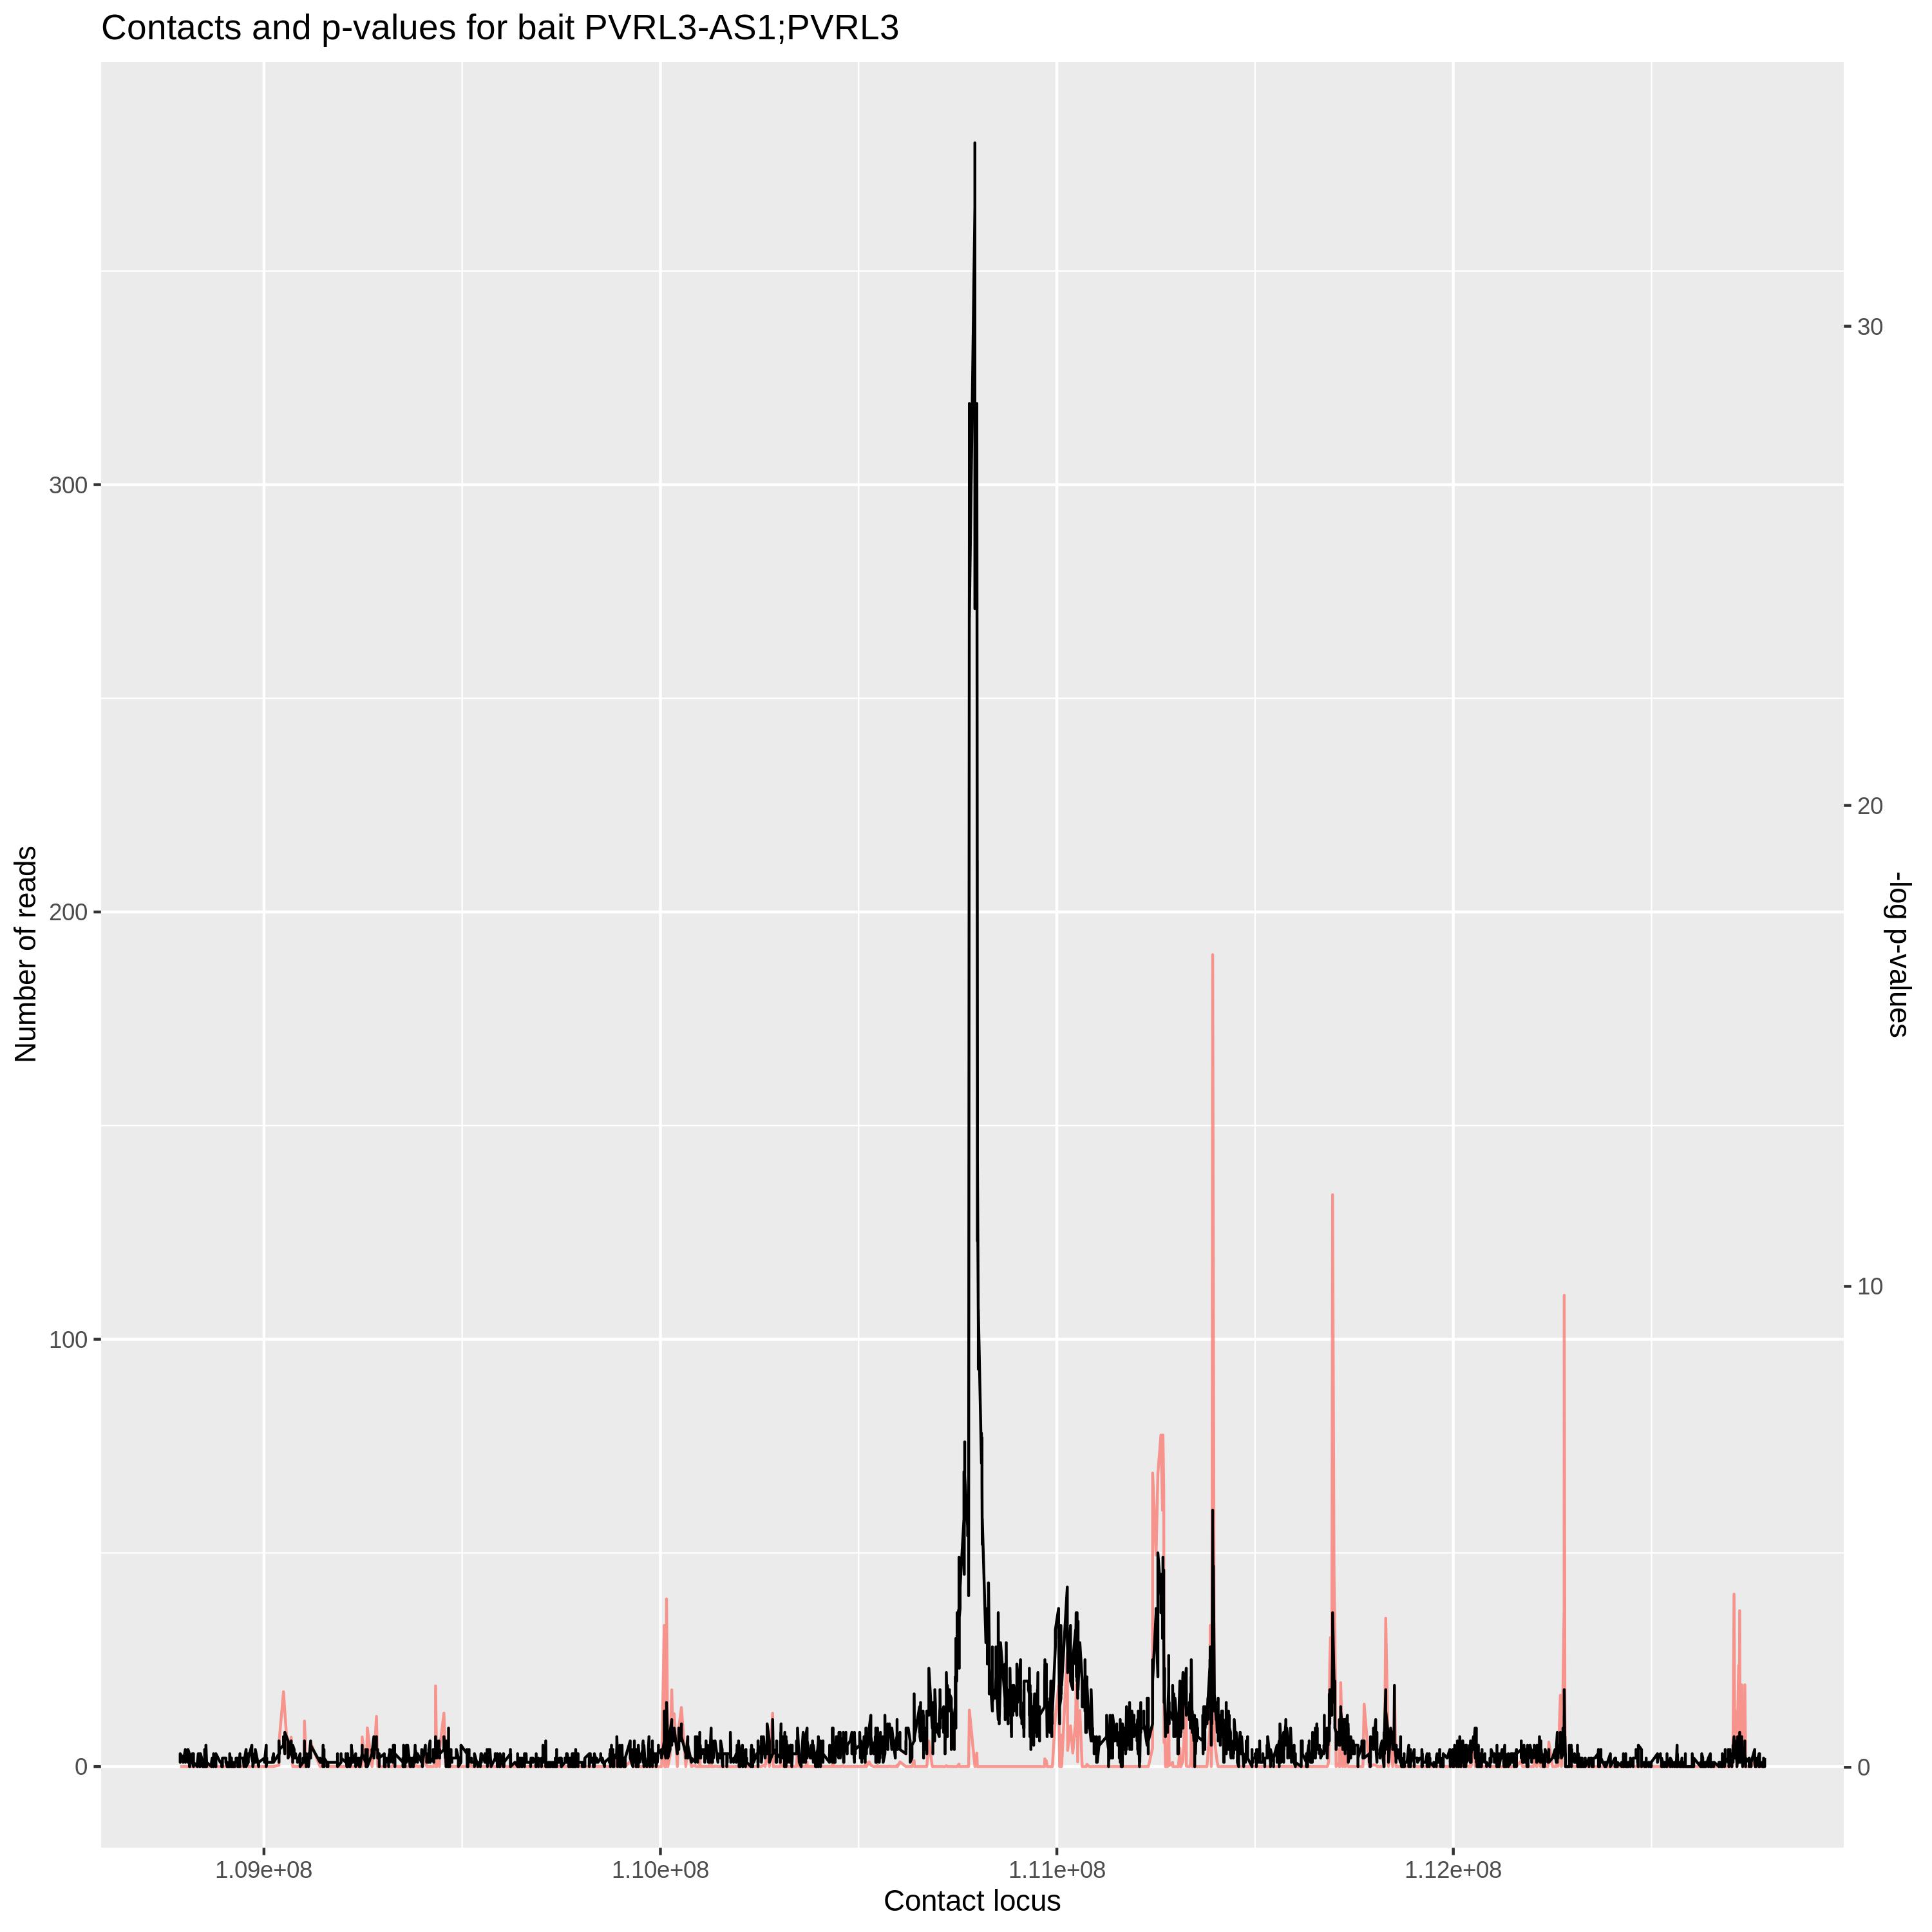 Contacts and p-values for bait PVRL3-AS1;PVRL3
Number of reads
300
200
100
0
30
20
10
0
-log p-values
1.09e+08
1.10e+08
1.11e+08
1.12e+08
Contact locus